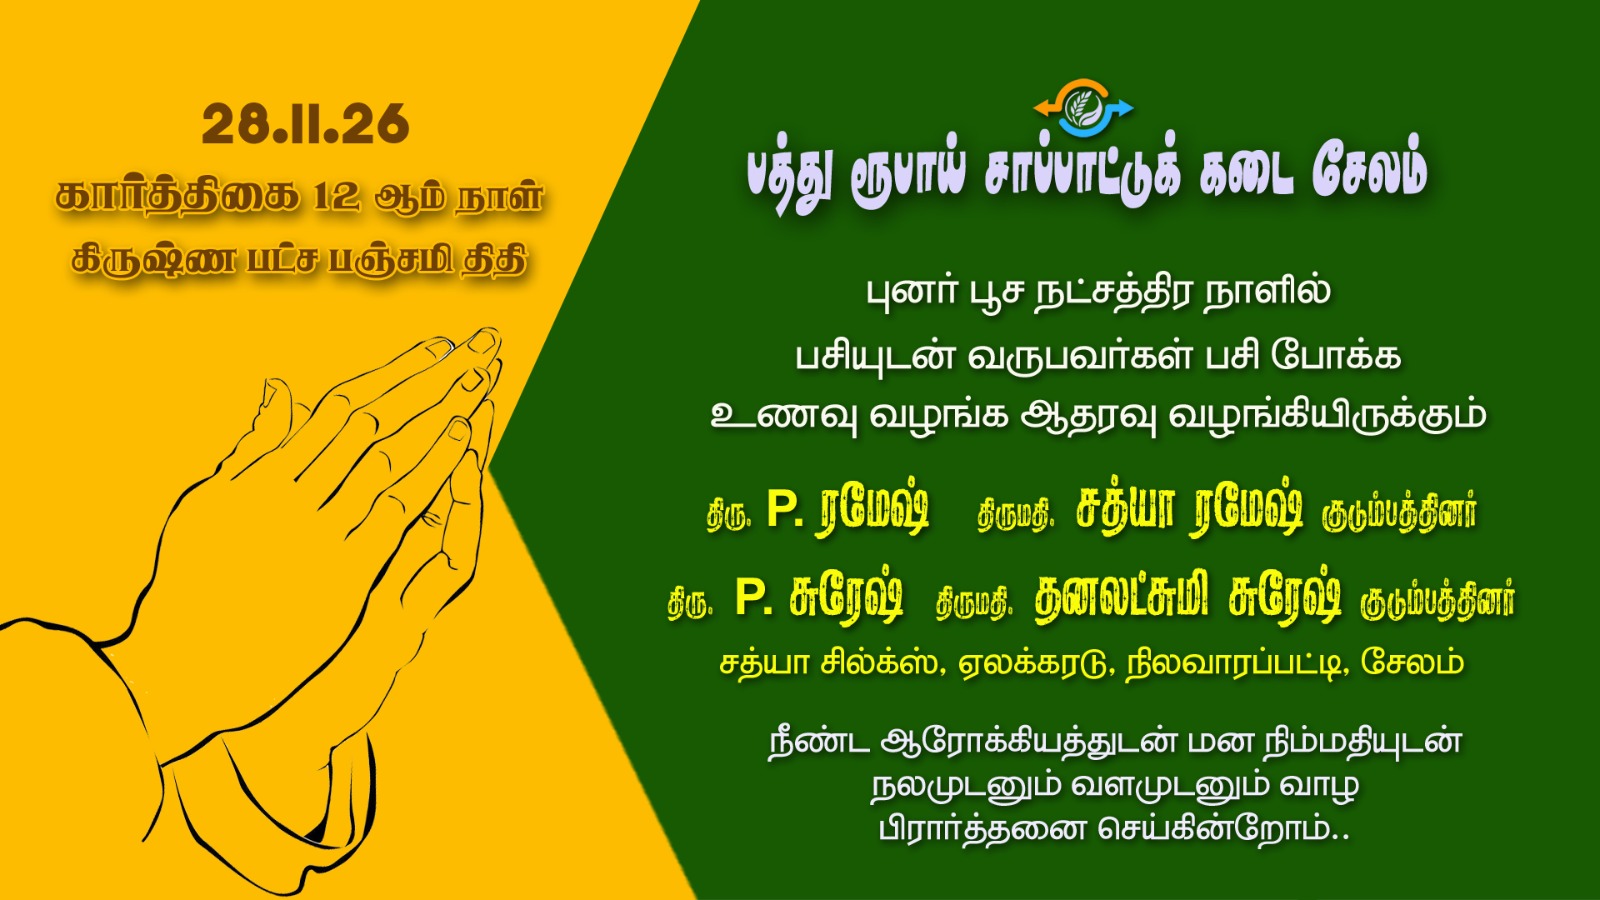 28.11.26
கார்த்திகை 12 ஆம் நாள்
கிருஷ்ண பட்ச பஞ்சமி திதி
பத்து ரூபாய் சாப்பாட்டுக் கடை சேலம்
புனர் பூச நட்சத்திர நாளில்
பசியுடன் வருபவர்கள் பசி போக்க
உணவு வழங்க ஆதரவு வழங்கியிருக்கும்
திரு. P. ரமேஷ் திருமதி. சத்யா ரமேஷ் குடும்பத்தினர்
திரு. P. சுரேஷ் திருமதி. தனலட்சுமி சுரேஷ் குடும்பத்தினர்
சத்யா சில்க்ஸ், ஏலக்கரடு, நிலவாரப்பட்டி, சேலம்
நீண்ட ஆரோக்கியத்துடன் மன நிம்மதியுடன்
நலமுடனும் வளமுடனும் வாழ
பிரார்த்தனை செய்கின்றோம்..